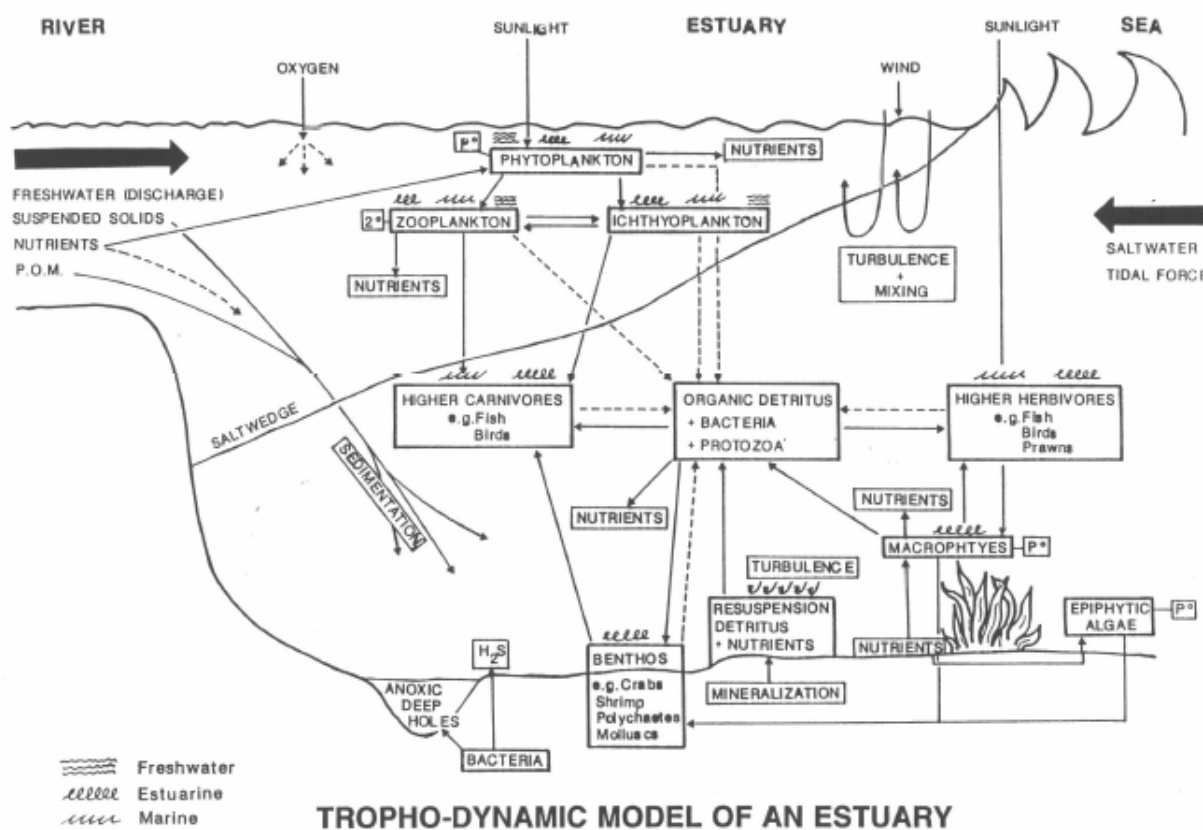 RIVER
SUNLIGHT
ESTUARY
SUNLIGHT
SEA
OXYGEN
WIND
P°
PHYTOPLANKTON
NUTRIENTS
FRESHWATER (DISCHARGE)
SUSPENDED SOLIDS
NUTRIENTS
P.O.M.
2°
ZOOPLANKTON
ICHTHYOPLANKTON
NUTRIENTS
TURBULENCE
+
MIXING
SALTWATER
TIDAL FORCE
SALTWEDGE
SEDIMENTATION
HIGHER CARNIVORES
e.g.Fish
Birds
ORGANIC DETRITUS
+ BACTERIA
+ PROTOZOA
HIGHER HERBIVORES
e.g.Fish
Birds
Prawns
NUTRIENTS
NUTRIENTS
MACROPHTYES
P°
TURBULENCE
RESUSPENSION
DETRITUS
+ NUTRIENTS
NUTRIENTS
EPIPHYTIC
ALGAE
P°
H2S
BENTHOS
e.g.Crabs
Shrimp
Polychaetes
Molluscs
MINERALIZATION
ANOXIC
DEEP
HOLES
BACTERIA
Freshwater
Estuarine
Marine
TROPHO-DYNAMIC MODEL OF AN ESTUARY